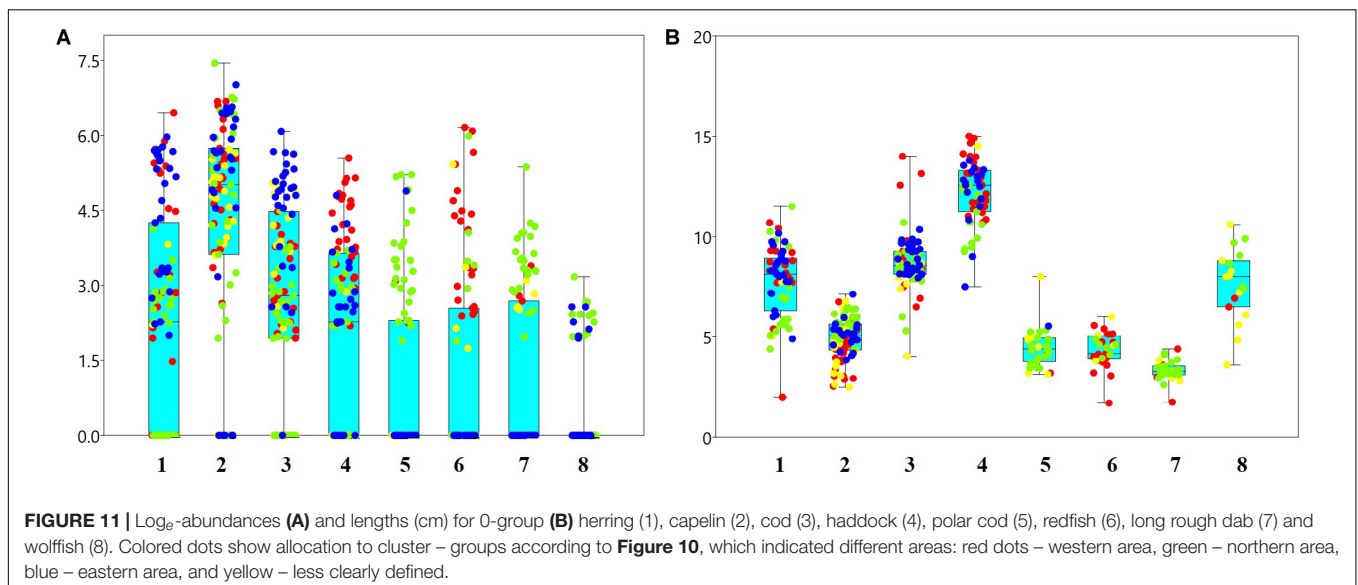 A
7.5
6.0
4.5
3.0
1.5
0.0
1 2 3 4 5 6 7 8
B
20
15
10
5
0
1 2 3 4 5 6 7 8
FIGURE 11 | Logₑ-abundances (A) and lengths (cm) for 0-group (B) herring (1), capelin (2), cod (3), haddock (4), polar cod (5), redfish (6), long rough dab (7) and
wolffish (8). Colored dots show allocation to cluster – groups according to Figure 10, which indicated different areas: red dots – western area, green – northern area,
blue – eastern area, and yellow – less clearly defined.